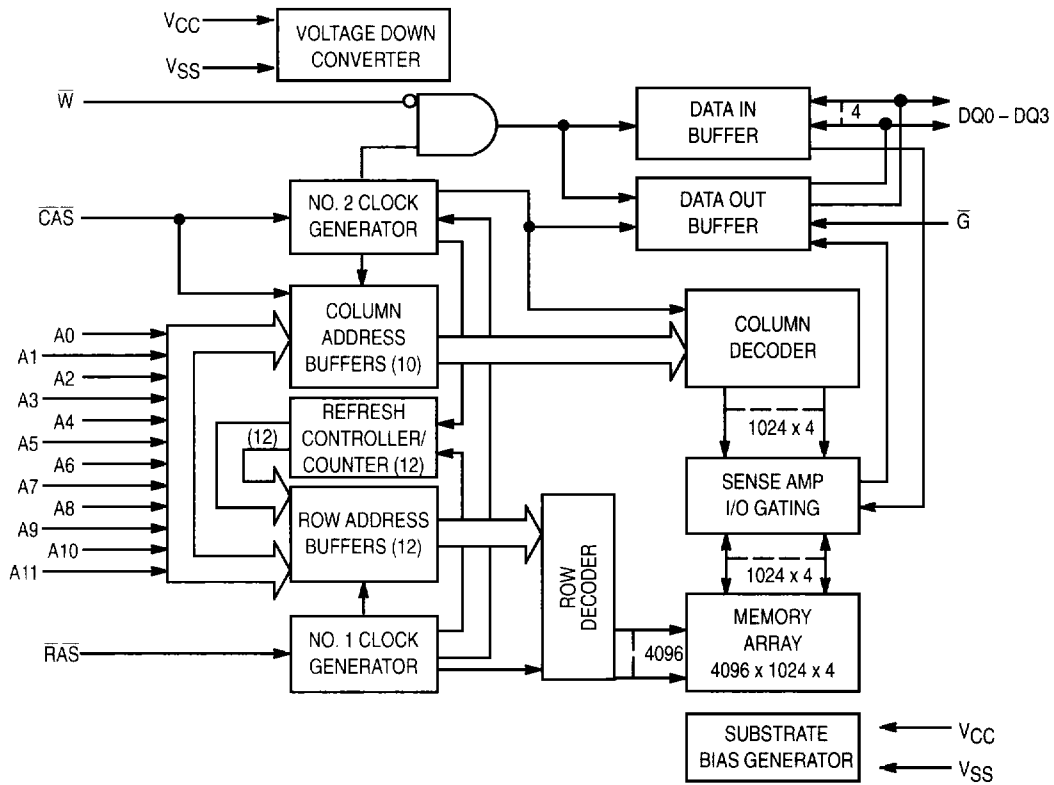 VCC
VSS
VOLTAGE DOWN
CONVERTER
W̅
DATA IN
BUFFER
4
DQ0 – DQ3
C̅A̅S̅
NO. 2 CLOCK
GENERATOR
DATA OUT
BUFFER
G̅
COLUMN
ADDRESS
BUFFERS (10)
COLUMN
DECODER
A0
A1
A2
A3
A4
A5
A6
A7
A8
A9
A10
A11
(12)
REFRESH
CONTROLLER/
COUNTER (12)
1024 x 4
SENSE AMP
I/O GATING
ROW ADDRESS
BUFFERS (12)
ROW
DECODER
1024 x 4
R̅A̅S̅
NO. 1 CLOCK
GENERATOR
4096
MEMORY
ARRAY
4096 x 1024 x 4
SUBSTRATE
BIAS GENERATOR
VCC
VSS